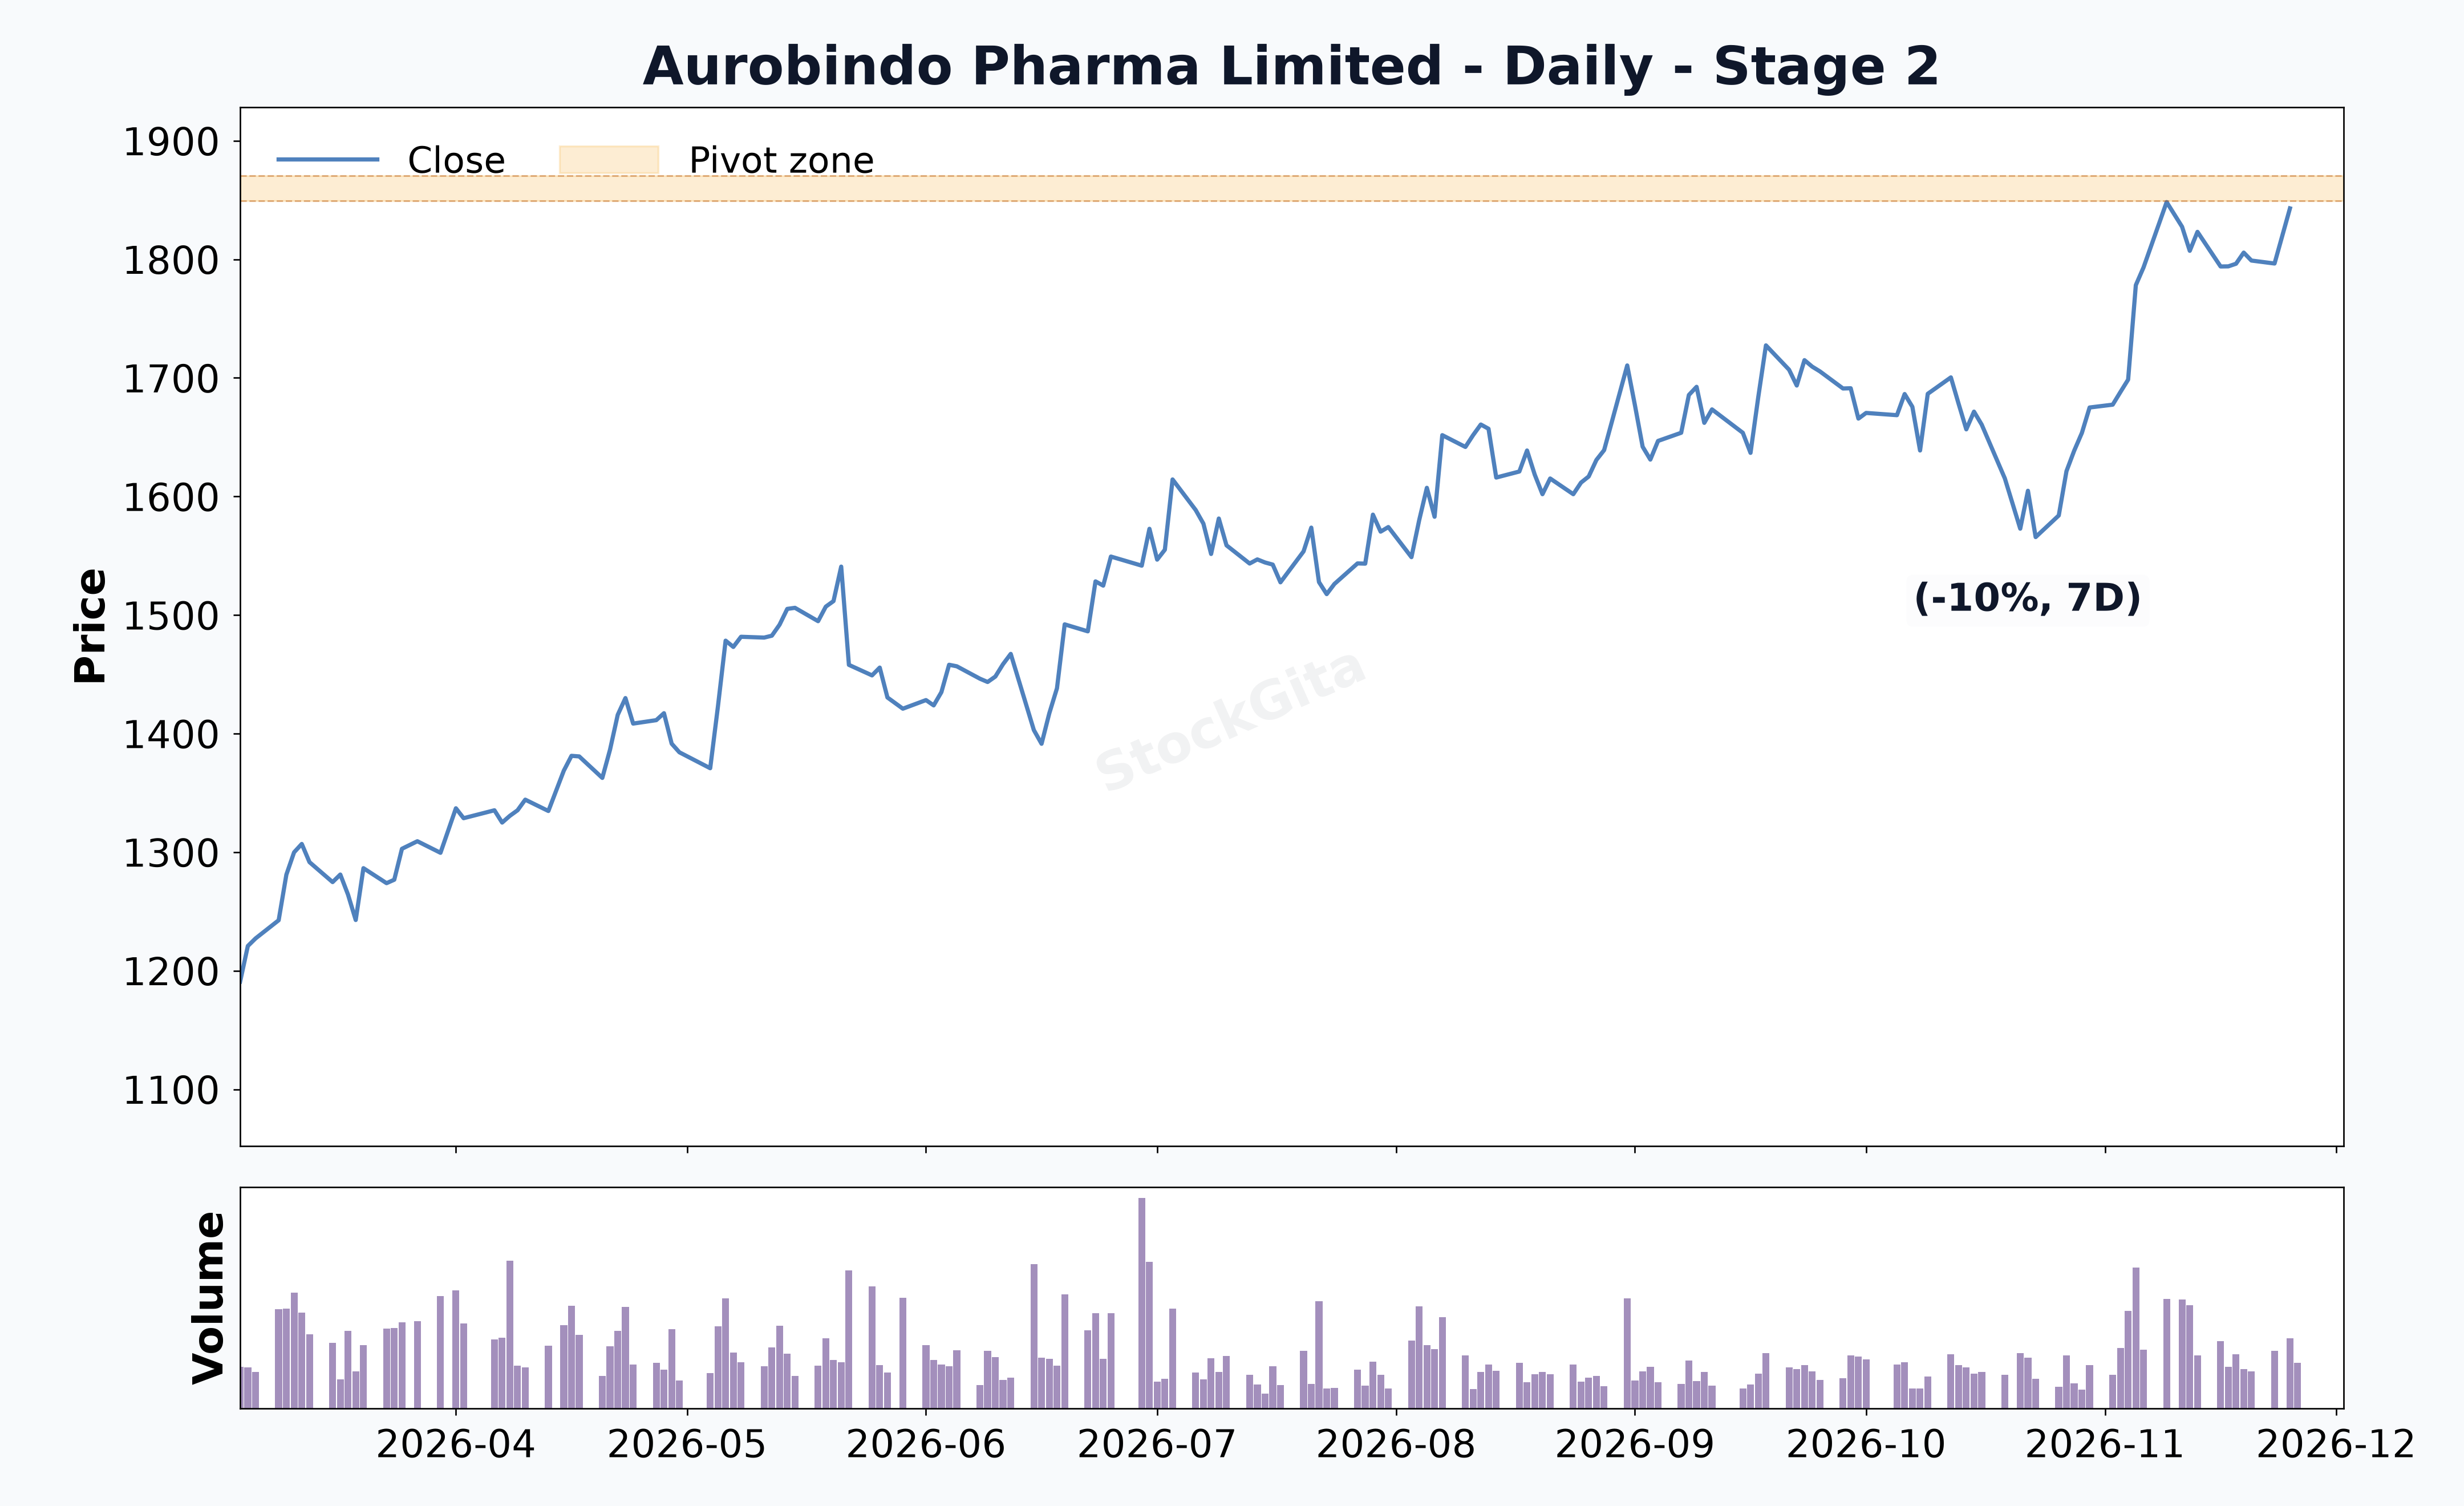 Aurobindo Pharma Limited - Daily - Stage 2
Close
Pivot zone
1900
1800
1700
1600
1500
1400
1300
1200
1100
Price
(-10%, 7D)
StockGita
Volume
2026-04
2026-05
2026-06
2026-07
2026-08
2026-09
2026-10
2026-11
2026-12